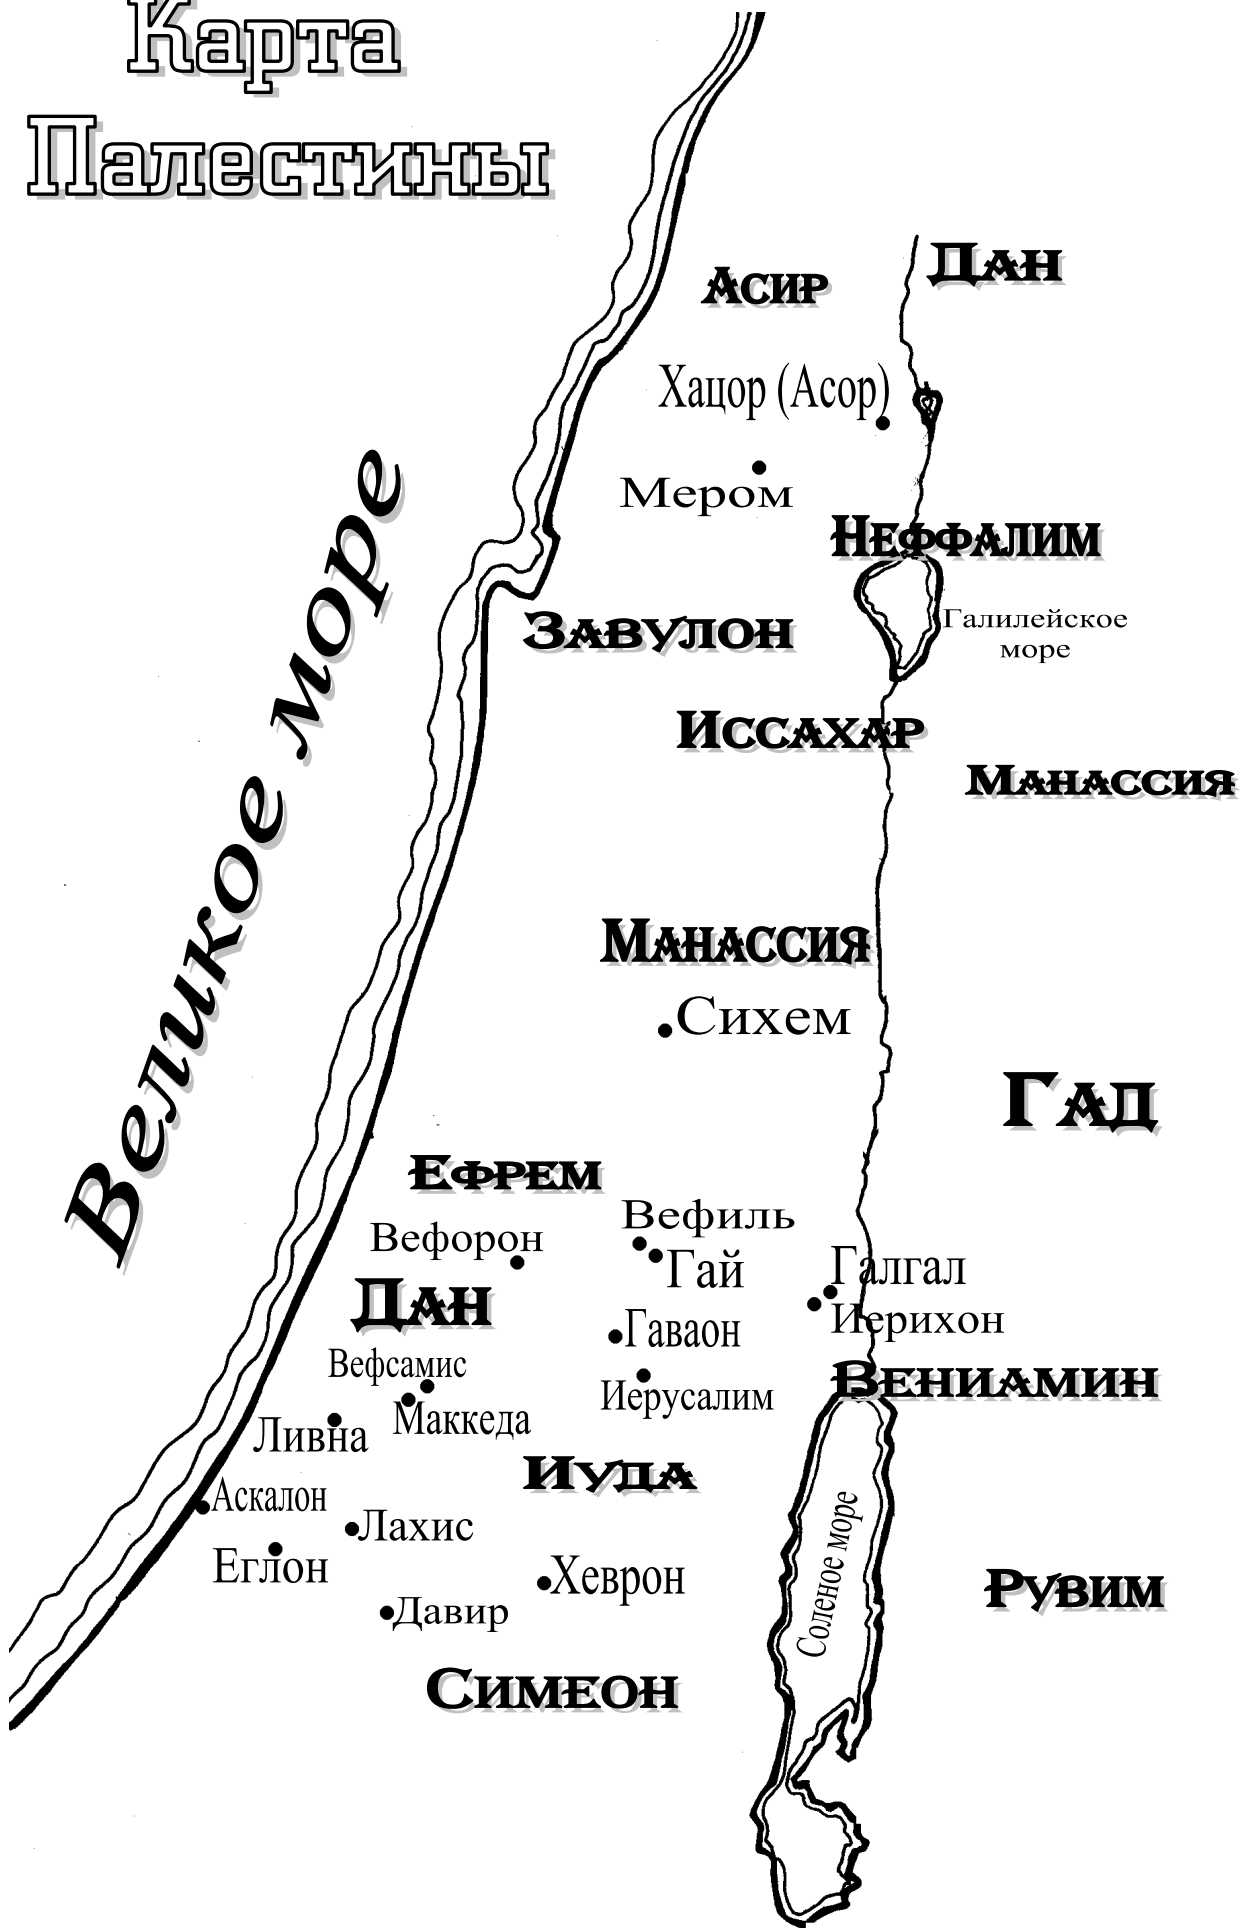 Карта
Палестины
Асир
Дан
Хацор (Асор)
Мером
Неффалим
Галилейское
море
Завулон
Иссахар
Манассия
Великое море
Манассия
Сихем
Гад
Ефрем
Вефиль
Вефорон
Гай
Галгал
Дан
Иерихон
Гаваон
Вефсамис
Вениамин
Иерусалим
Маккеда
Ливна
Иуда
Аскалон
Лахис
Еглон
Хеврон
Соленое море
Рувим
Давир
Симеон